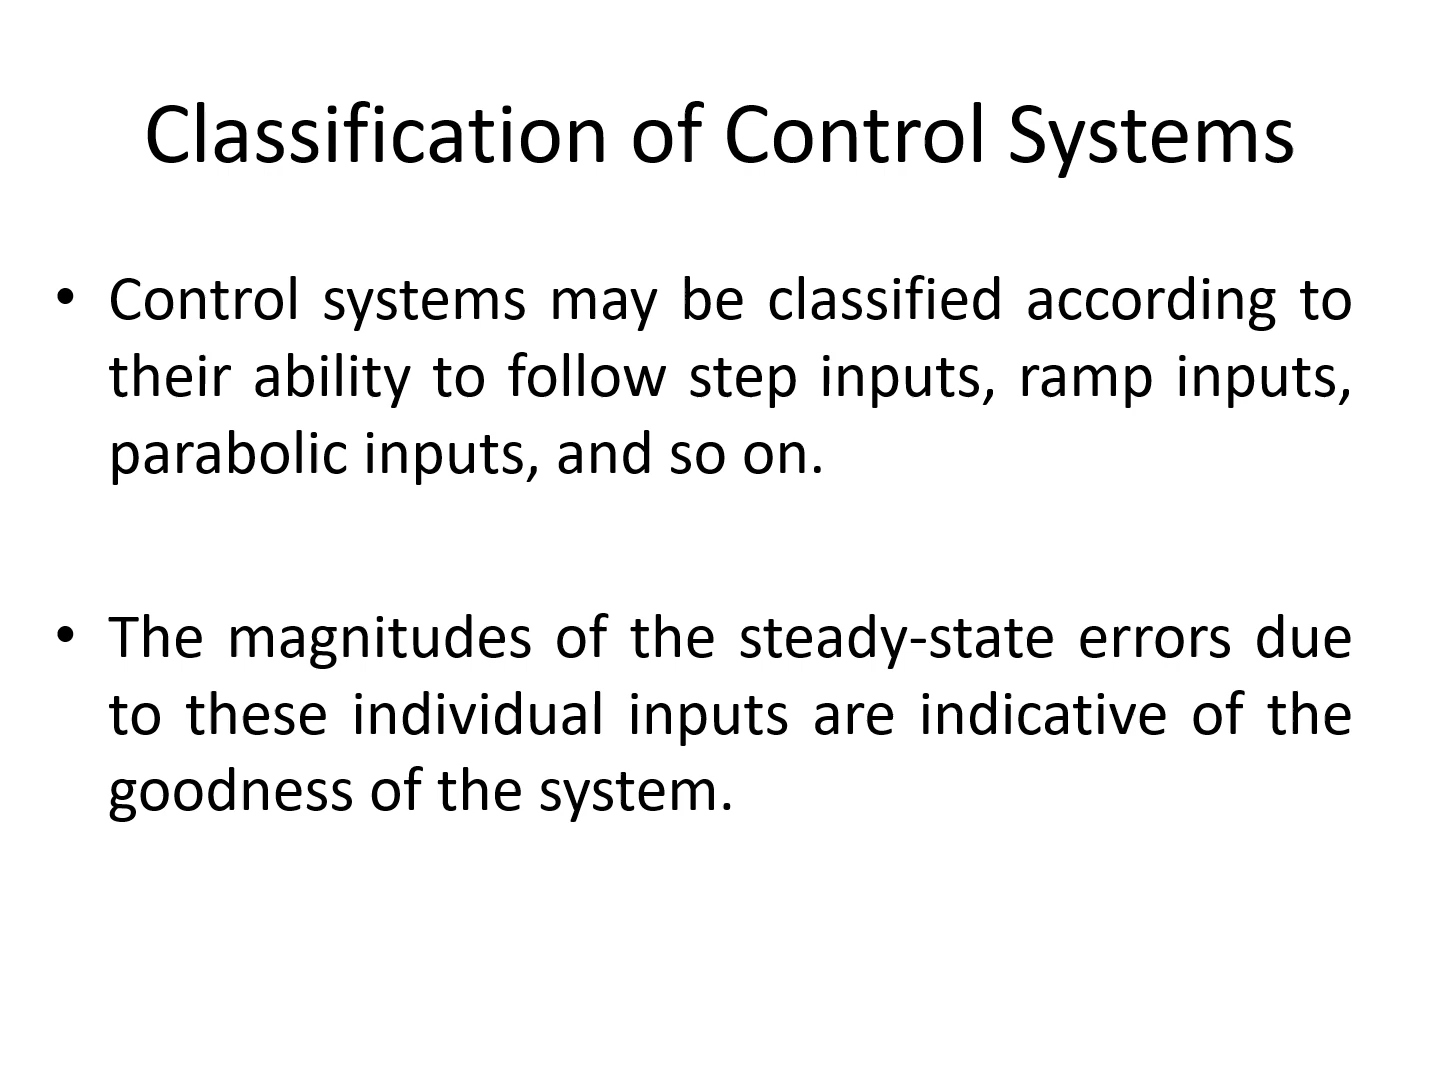 Classification of Control Systems
• Control systems may be classified according to
their ability to follow step inputs, ramp inputs,
parabolic inputs, and so on.
• The magnitudes of the steady-state errors due
to these individual inputs are indicative of the
goodness of the system.